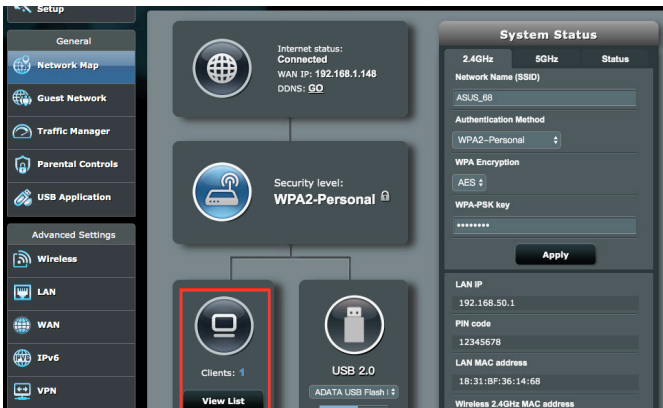 Setup
General
Network Map
Guest Network
Traffic Manager
Parental Controls
USB Application
Advanced Settings
Wireless
LAN
WAN
IPv6
VPN
Internet status:
Connected
WAN IP: 192.168.1.148
DDNS: GO
Security level:
WPA2-Personal
Clients: 1
View List
USB 2.0
ADATA USB Flash
System Status
2.4GHz 5GHz Status
Network Name (SSID)
ASUS_68
Authentication Method
WPA2-Personal
WPA Encryption
AES
WPA-PSK key
••••••••
Apply
LAN IP
192.168.50.1
PIN code
12345678
LAN MAC address
18:31:BF:36:14:68
Wireless 2.4GHz MAC address